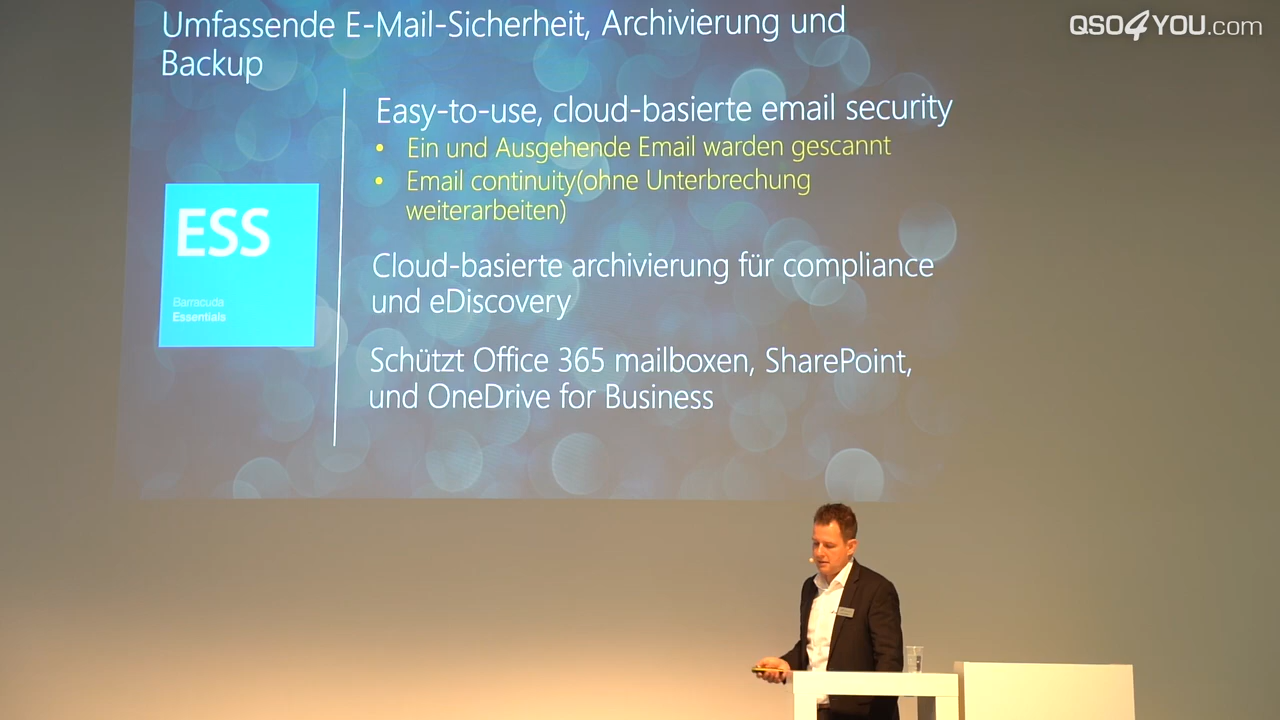 QSO4YOU.com
Umfassende E-Mail-Sicherheit, Archivierung und
Backup
Easy-to-use, cloud-basierte email security
• Ein und Ausgehende Email warden gescannt
• Email continuity(ohne Unterbrechung
weiterarbeiten)
ESS
Barracuda
Essentials
Cloud-basierte archivierung für compliance
und eDiscovery
Schützt Office 365 mailboxen, SharePoint,
und OneDrive for Business